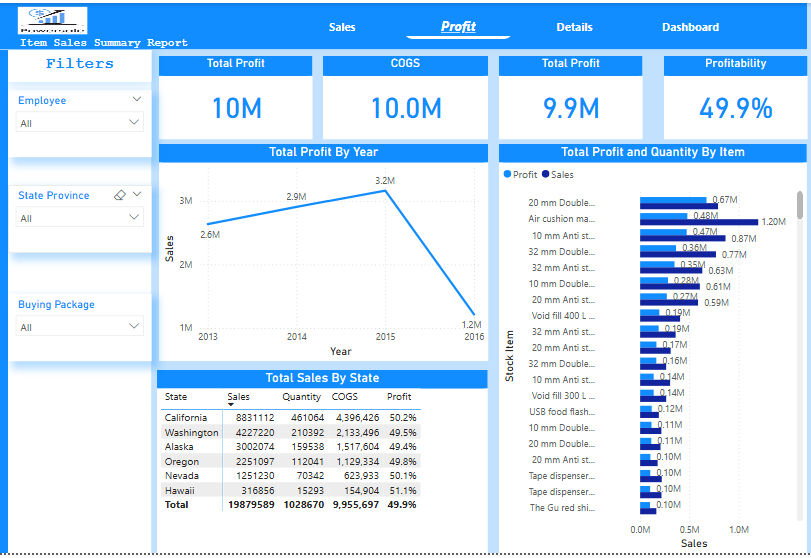 Powersale
Item Sales Summary Report
Sales
Profit
Details
Dashboard
Filters
Employee
All
State Province
All
Buying Package
All
Total Profit
10M
COGS
10.0M
Total Profit
9.9M
Profitability
49.9%
Total Profit By Year
Sales
3M
2M
1M
2.6M
2.9M
3.2M
1.2M
2013 2014 2015 2016
Year
Total Sales By State
State Sales Quantity COGS Profit
California 8831112 461064 4,396,426 50.2%
Washington 4227220 210392 2,133,496 49.5%
Alaska 3002074 159538 1,517,604 49.4%
Oregon 2251097 112041 1,129,334 49.8%
Nevada 1251230 70342 623,933 50.1%
Hawaii 316856 15293 154,904 51.1%
Total 19879589 1028670 9,955,697 49.9%
Total Profit and Quantity By Item
Profit Sales
Stock Item
20 mm Double... 0.67M
Air cushion ma... 0.48M 1.20M
10 mm Anti st... 0.47M 0.87M
32 mm Double... 0.36M 0.77M
32 mm Anti st... 0.35M 0.63M
10 mm Double... 0.28M 0.61M
20 mm Anti st... 0.27M 0.59M
Void fill 400 L ... 0.19M
32 mm Anti st... 0.19M
20 mm Anti st... 0.17M
32 mm Double... 0.16M
10 mm Anti st... 0.14M
Void fill 300 L ... 0.14M
USB food flash... 0.12M
10 mm Double... 0.11M
20 mm Double... 0.11M
20 mm Anti st... 0.10M
Tape dispenser... 0.10M
Tape dispenser... 0.10M
The Gu red shi... 0.10M
0.0M 0.5M 1.0M
Sales